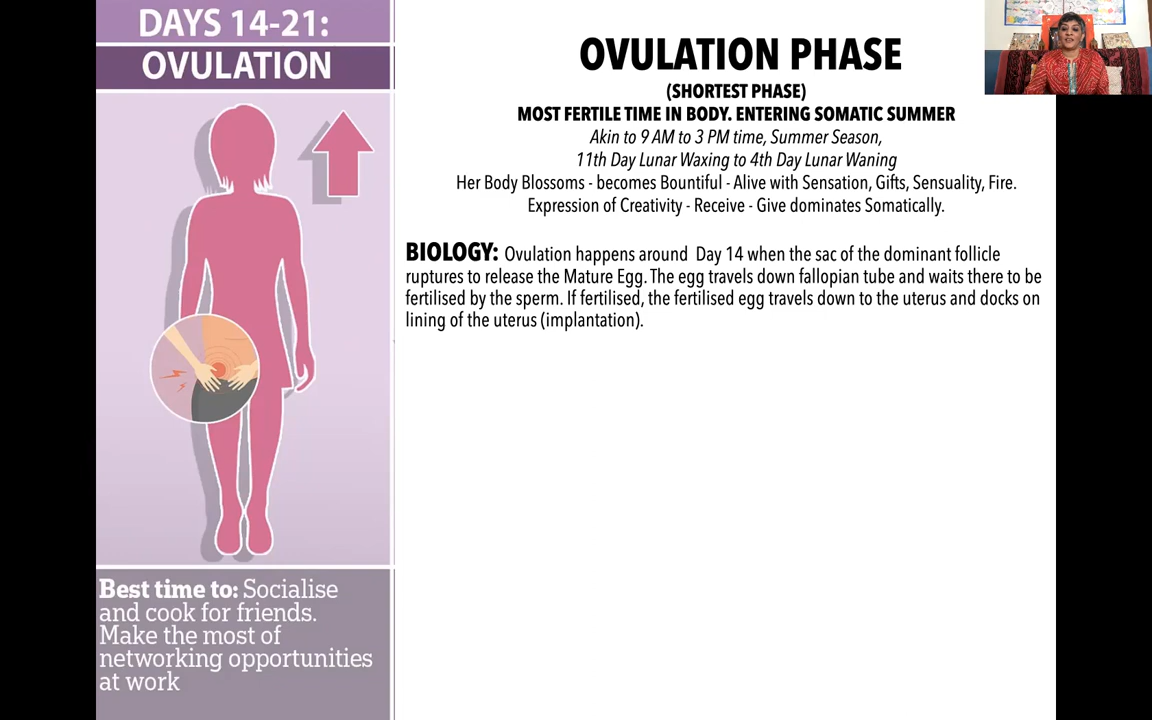 DAYS 14-21:
OVULATION
Best time to: Socialise
and cook for friends.
Make the most of
networking opportunities
at work
OVULATION PHASE
(SHORTEST PHASE)
MOST FERTILE TIME IN BODY. ENTERING SOMATIC SUMMER
Akin to 9 AM to 3 PM time, Summer Season,
11th Day Lunar Waxing to 4th Day Lunar Waning
Her Body Blossoms - becomes Bountiful - Alive with Sensation, Gifts, Sensuality, Fire.
Expression of Creativity - Receive - Give dominates Somatically.
BIOLOGY: Ovulation happens around Day 14 when the sac of the dominant follicle
ruptures to release the Mature Egg. The egg travels down fallopian tube and waits there to be
fertilised by the sperm. If fertilised, the fertilised egg travels down to the uterus and docks on
lining of the uterus (implantation).